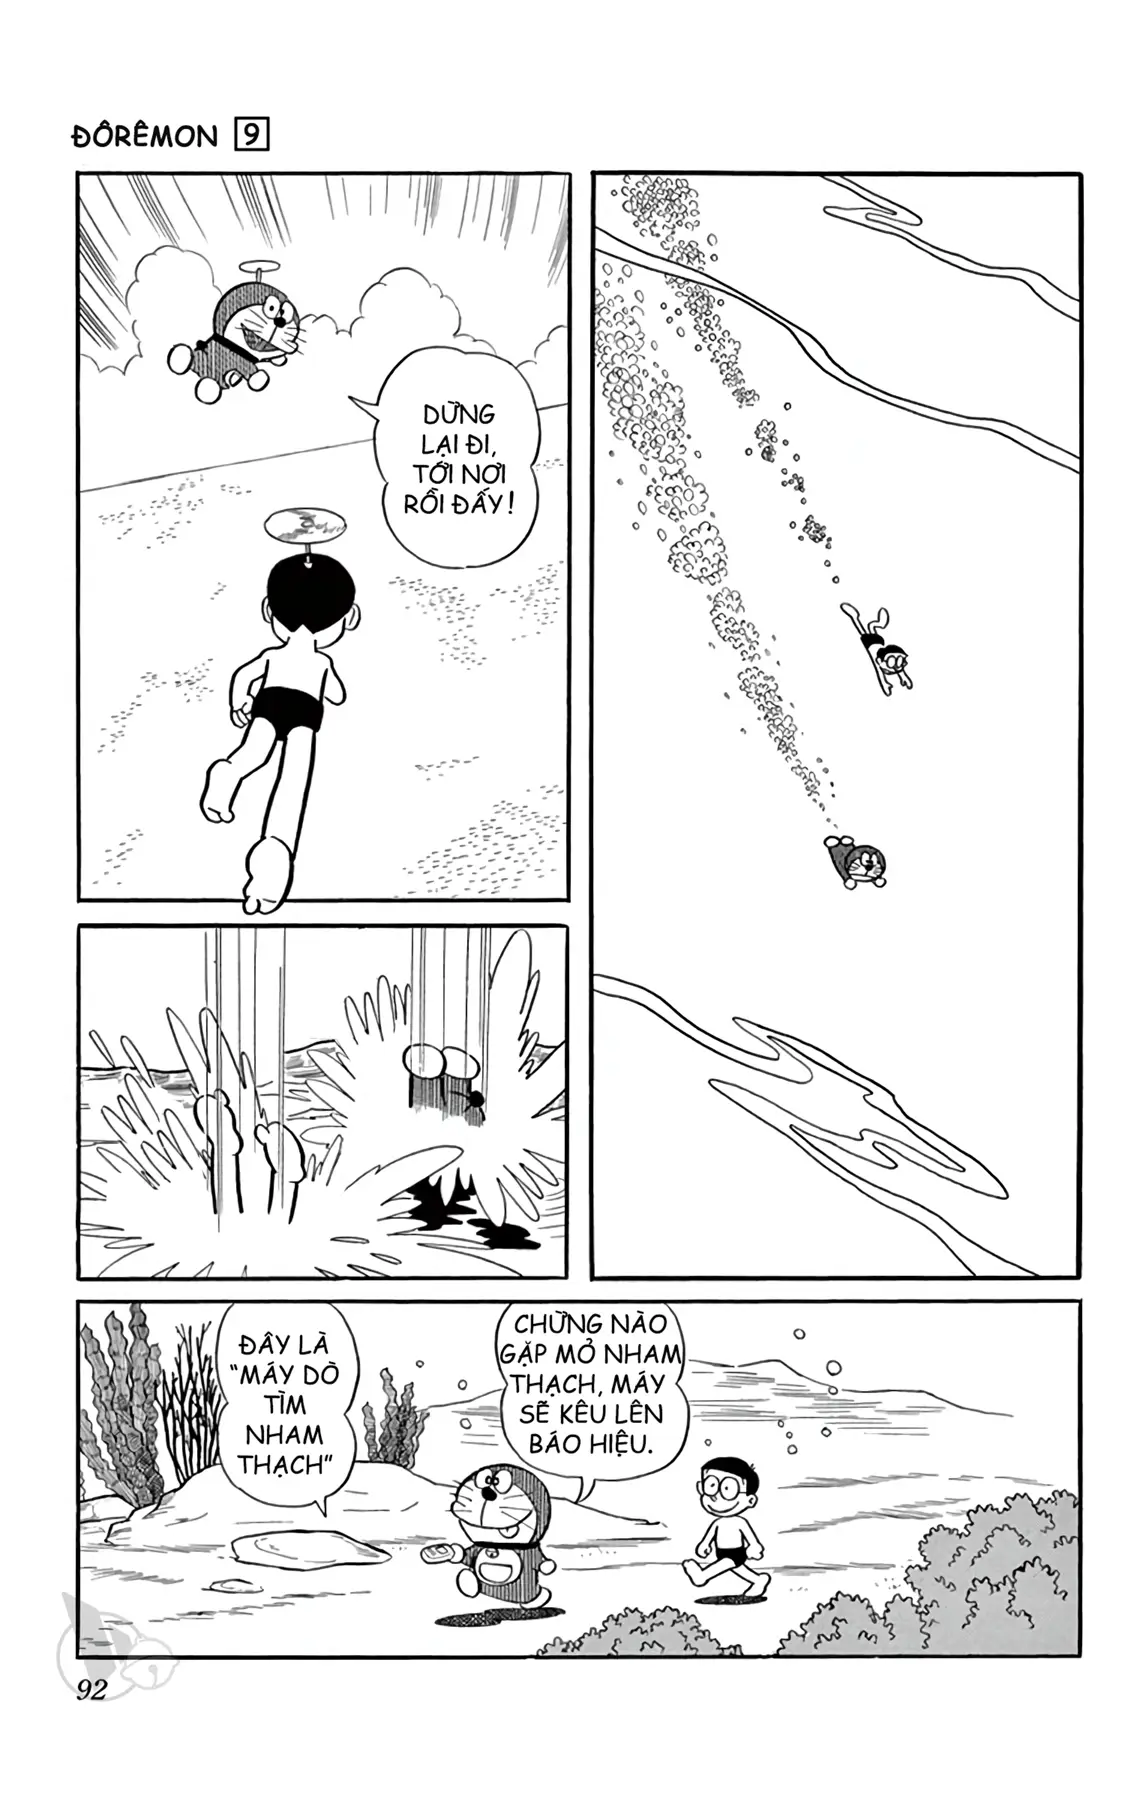 ĐÔRÊMON 9
DỪNG
LẠI ĐI,
TỚI NƠI
RỒI ĐẤY!
ĐÂY LÀ
“MÁY DÒ
TÌM
NHAM
THẠCH”
CHỪNG NÀO
GẶP MỎ NHAM
THẠCH, MÁY
SẼ KÊU LÊN
BÁO HIỆU.
92